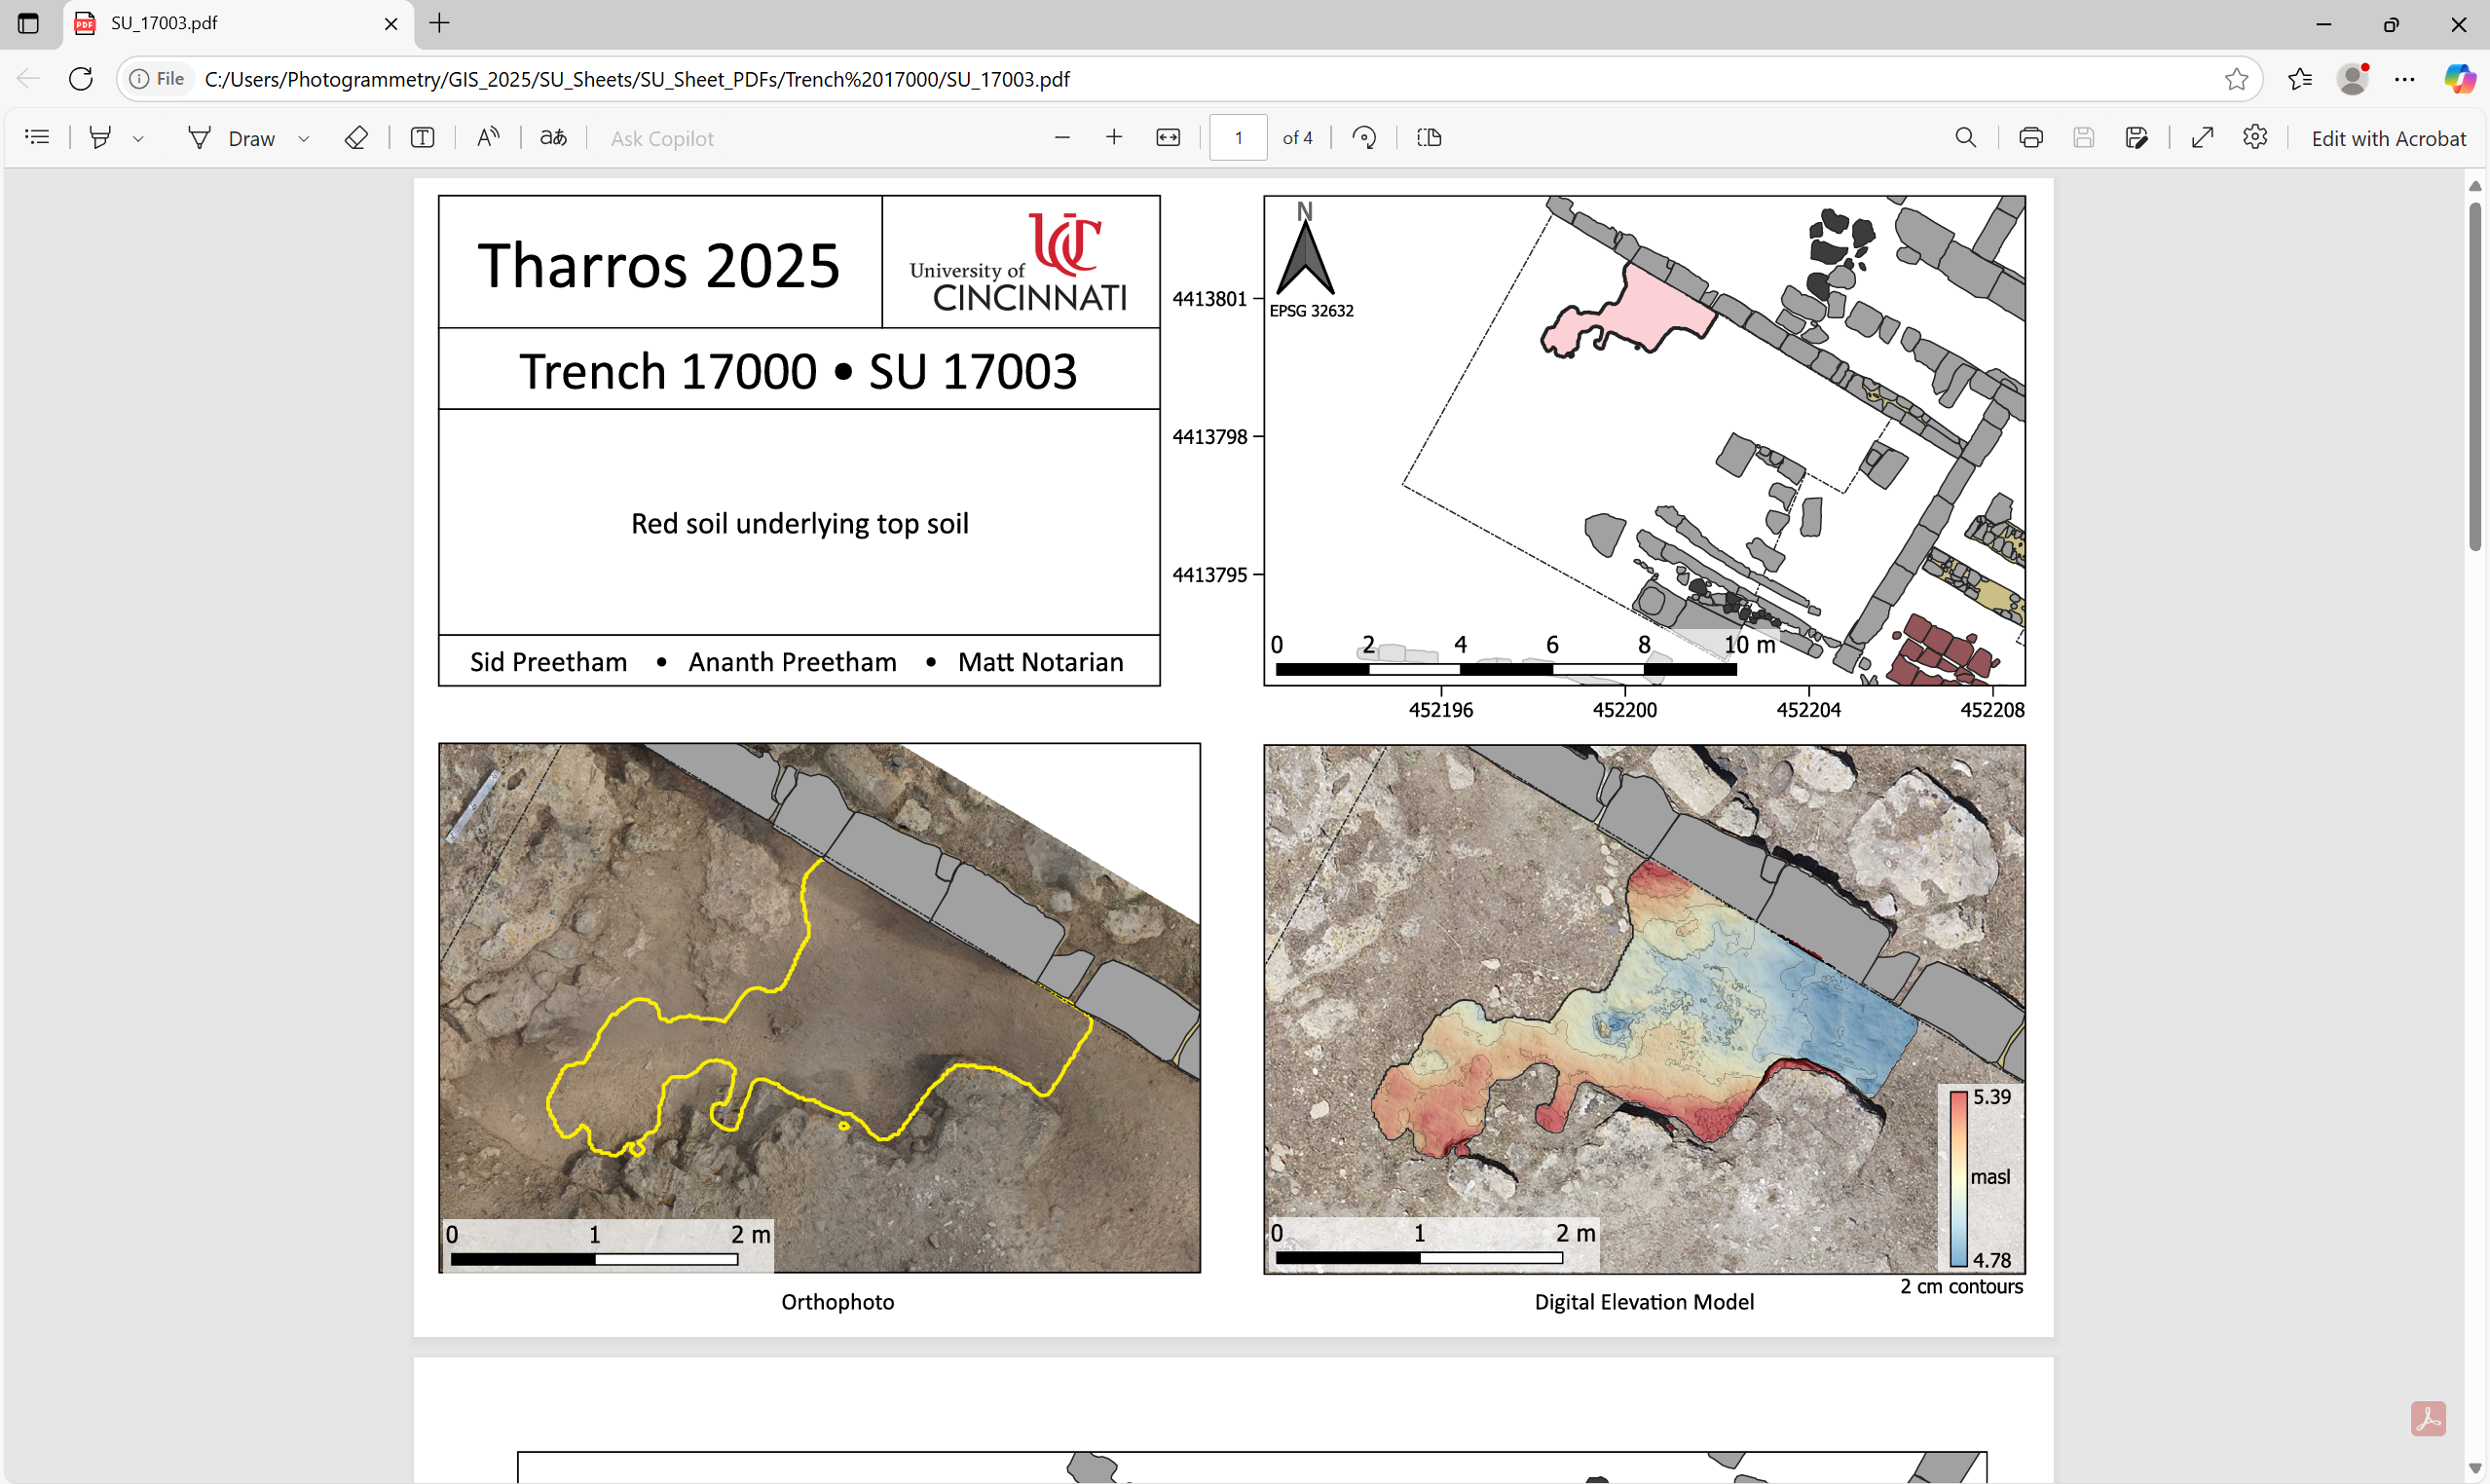 SU_17003.pdf
File C:/Users/Photogrammetry/GIS_2025/SU_Sheets/SU_Sheet_PDFs/Trench%2017000/SU_17003.pdf
Draw
aあ
Ask Copilot
1 of 4
Edit with Acrobat
Tharros 2025
UC
University of
CINCINNATI
Trench 17000 • SU 17003
Red soil underlying top soil
Sid Preetham • Ananth Preetham • Matt Notarian
N
EPSG 32632
4413801
4413798
4413795
0 2 4 6 8 10 m
452196 452200 452204 452208
0 1 2 m
Orthophoto
0 1 2 m
5.39
masl
4.78
2 cm contours
Digital Elevation Model